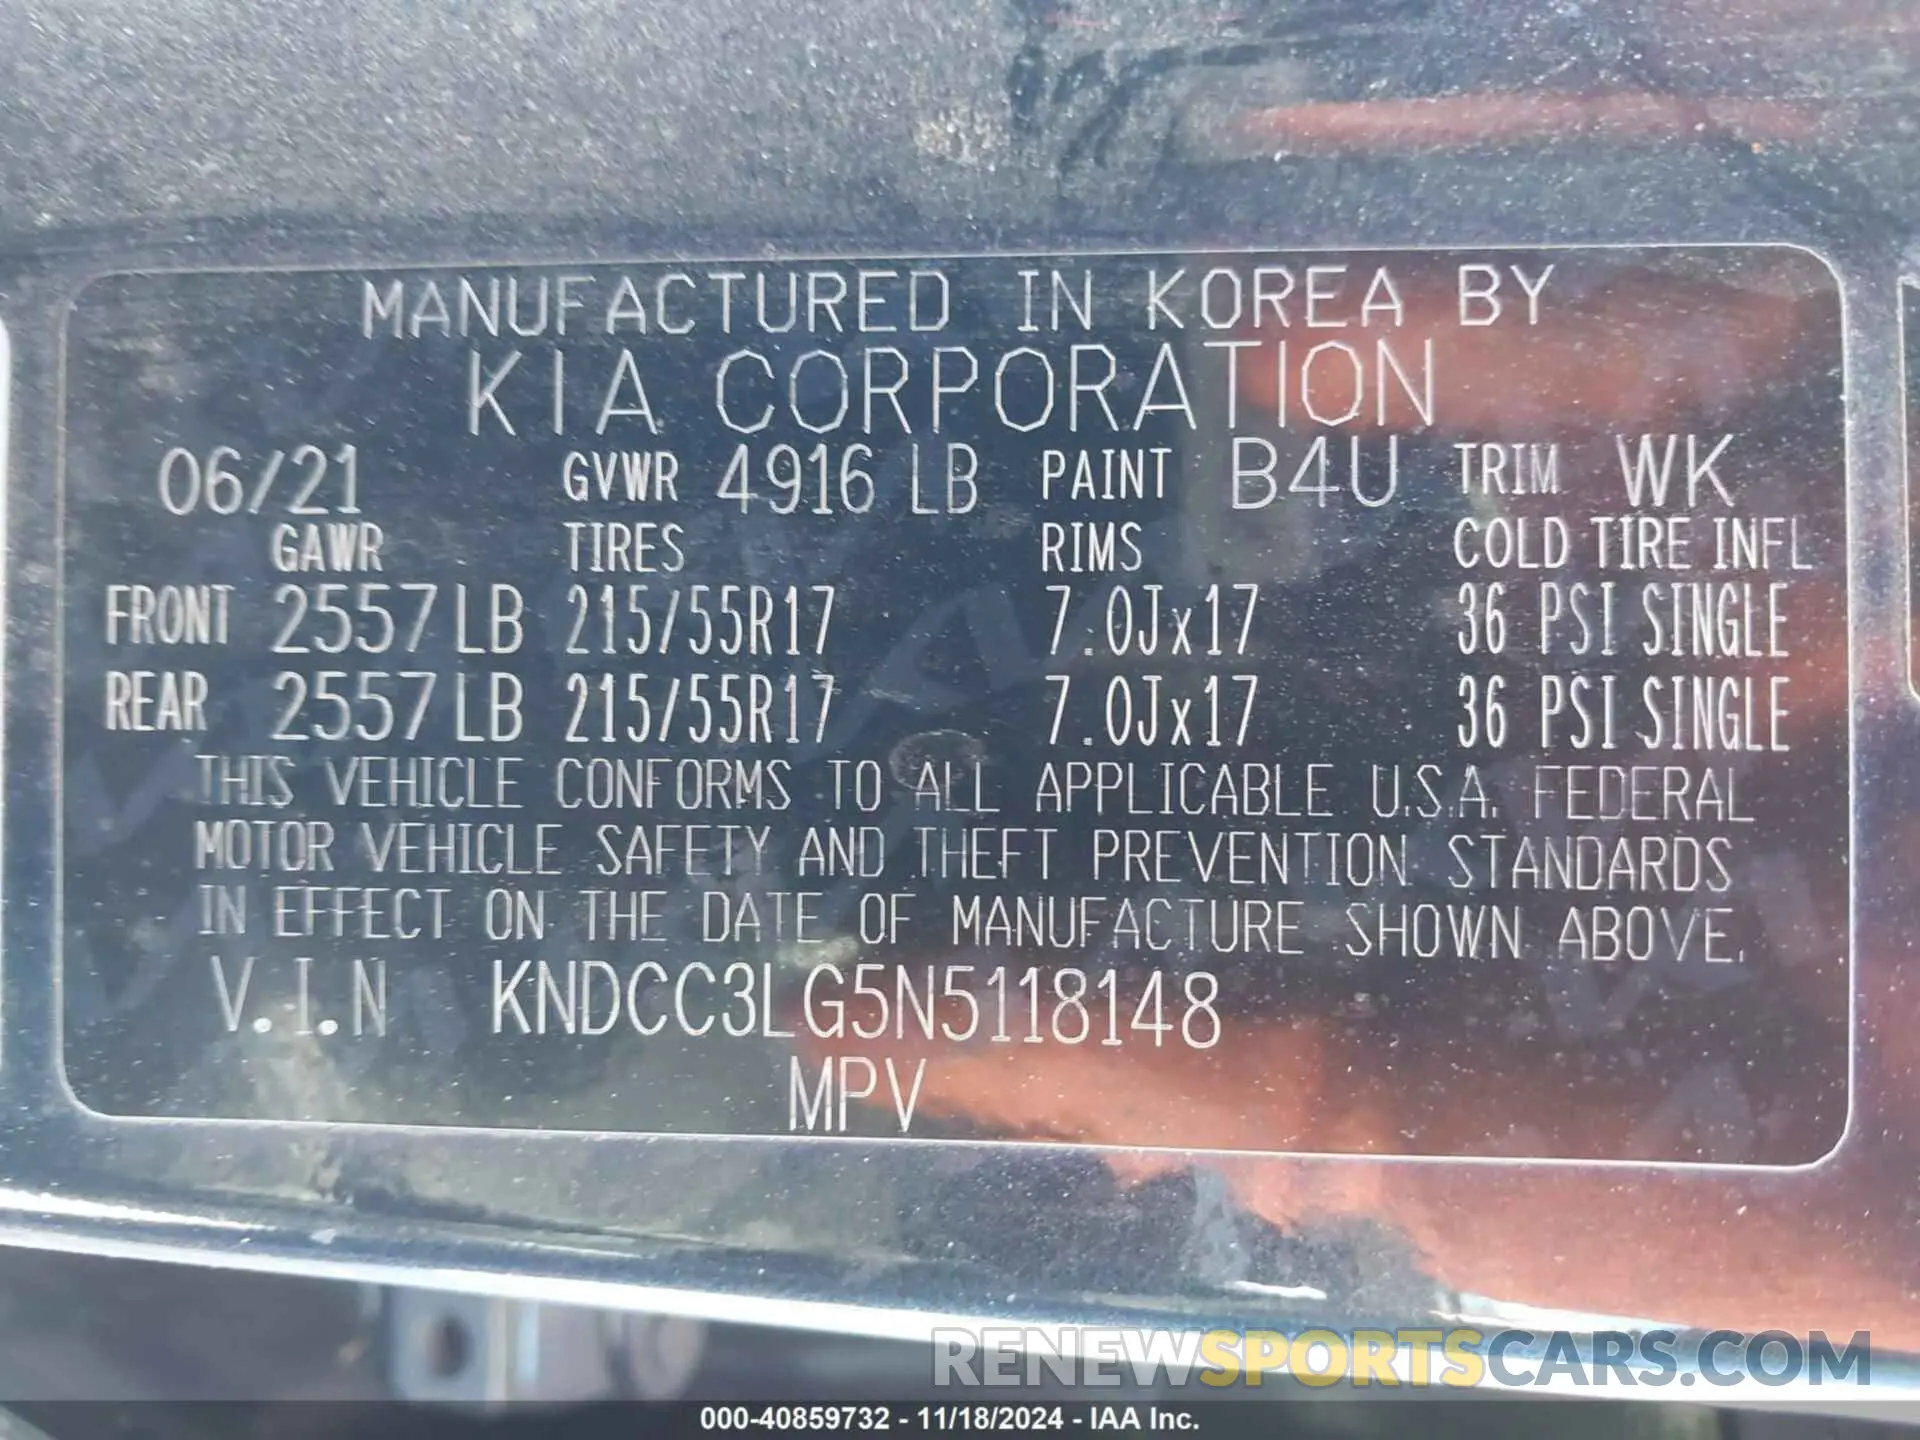 MANUFACTURED IN KOREA BY
KIA CORPORATION
06/21 GVWR 4916 LB PAINT B4U TRIM WK
GAWR TIRES RIMS COLD TIRE INFL
FRONT 2557 LB 215/55R17 7.0Jx17 36 PSI SINGLE
REAR 2557 LB 215/55R17 7.0Jx17 36 PSI SINGLE
THIS VEHICLE CONFORMS TO ALL APPLICABLE U.S.A. FEDERAL
MOTOR VEHICLE SAFETY AND THEFT PREVENTION STANDARDS
IN EFFECT ON THE DATE OF MANUFACTURE SHOWN ABOVE.
V.I.N KNDCC3LG5N5118148
MPV
RENEWSPORTSCARS.COM
000-40859732 - 11/18/2024 - IAA Inc.